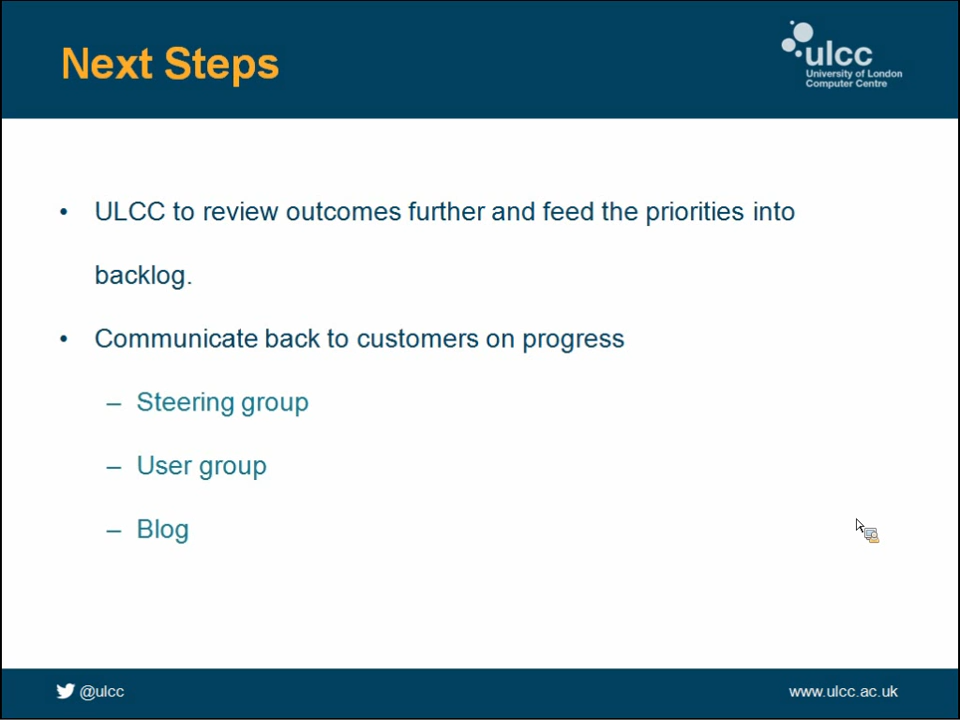 Next Steps
ulcc
University of London
Computer Centre
• ULCC to review outcomes further and feed the priorities into
backlog.
• Communicate back to customers on progress
– Steering group
– User group
– Blog
@ulcc
www.ulcc.ac.uk